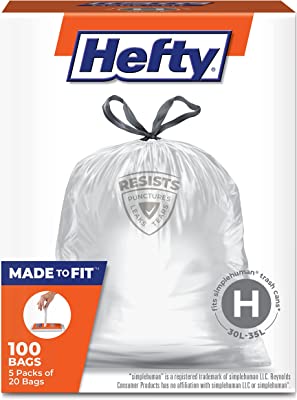 Hefty®
RESISTS
PUNCTURES
LEAKS TEARS
MADE TO FIT™
100
BAGS
5 Packs of
20 Bags
fits simplehuman* trash cans*
H
30L-35L
*"simplehuman" is a registered trademark of simplehuman LLC. Reynolds
Consumer Products has no affiliation with simplehuman LLC or simplehuman*.